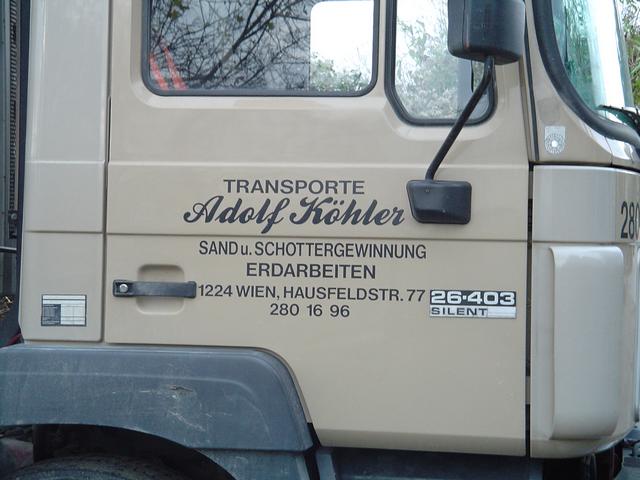 TRANSPORTE
Adolf Köhler
SAND u. SCHOTTERGEWINNUNG
ERDARBEITEN
1224 WIEN, HAUSFELDSTR. 77
280 16 96
26·403
SILENT